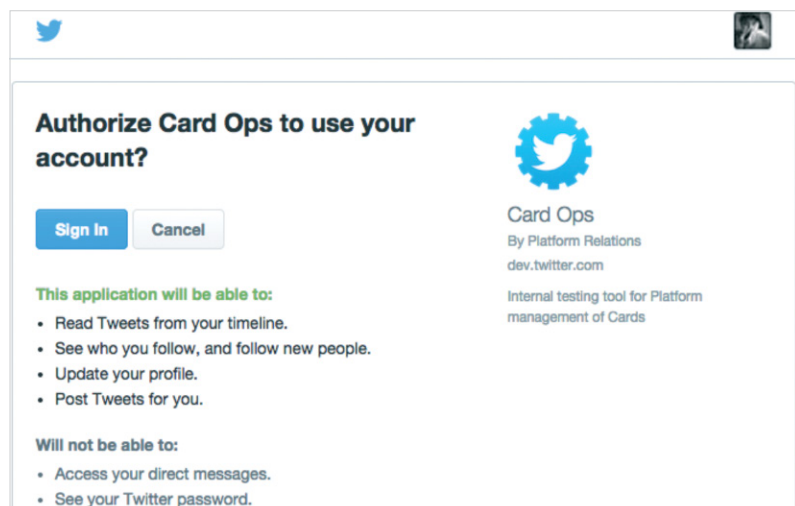 Authorize Card Ops to use your
account?
Sign In
Cancel
This application will be able to:
• Read Tweets from your timeline.
• See who you follow, and follow new people.
• Update your profile.
• Post Tweets for you.
Will not be able to:
• Access your direct messages.
• See your Twitter password.
Card Ops
By Platform Relations
dev.twitter.com
Internal testing tool for Platform
management of Cards